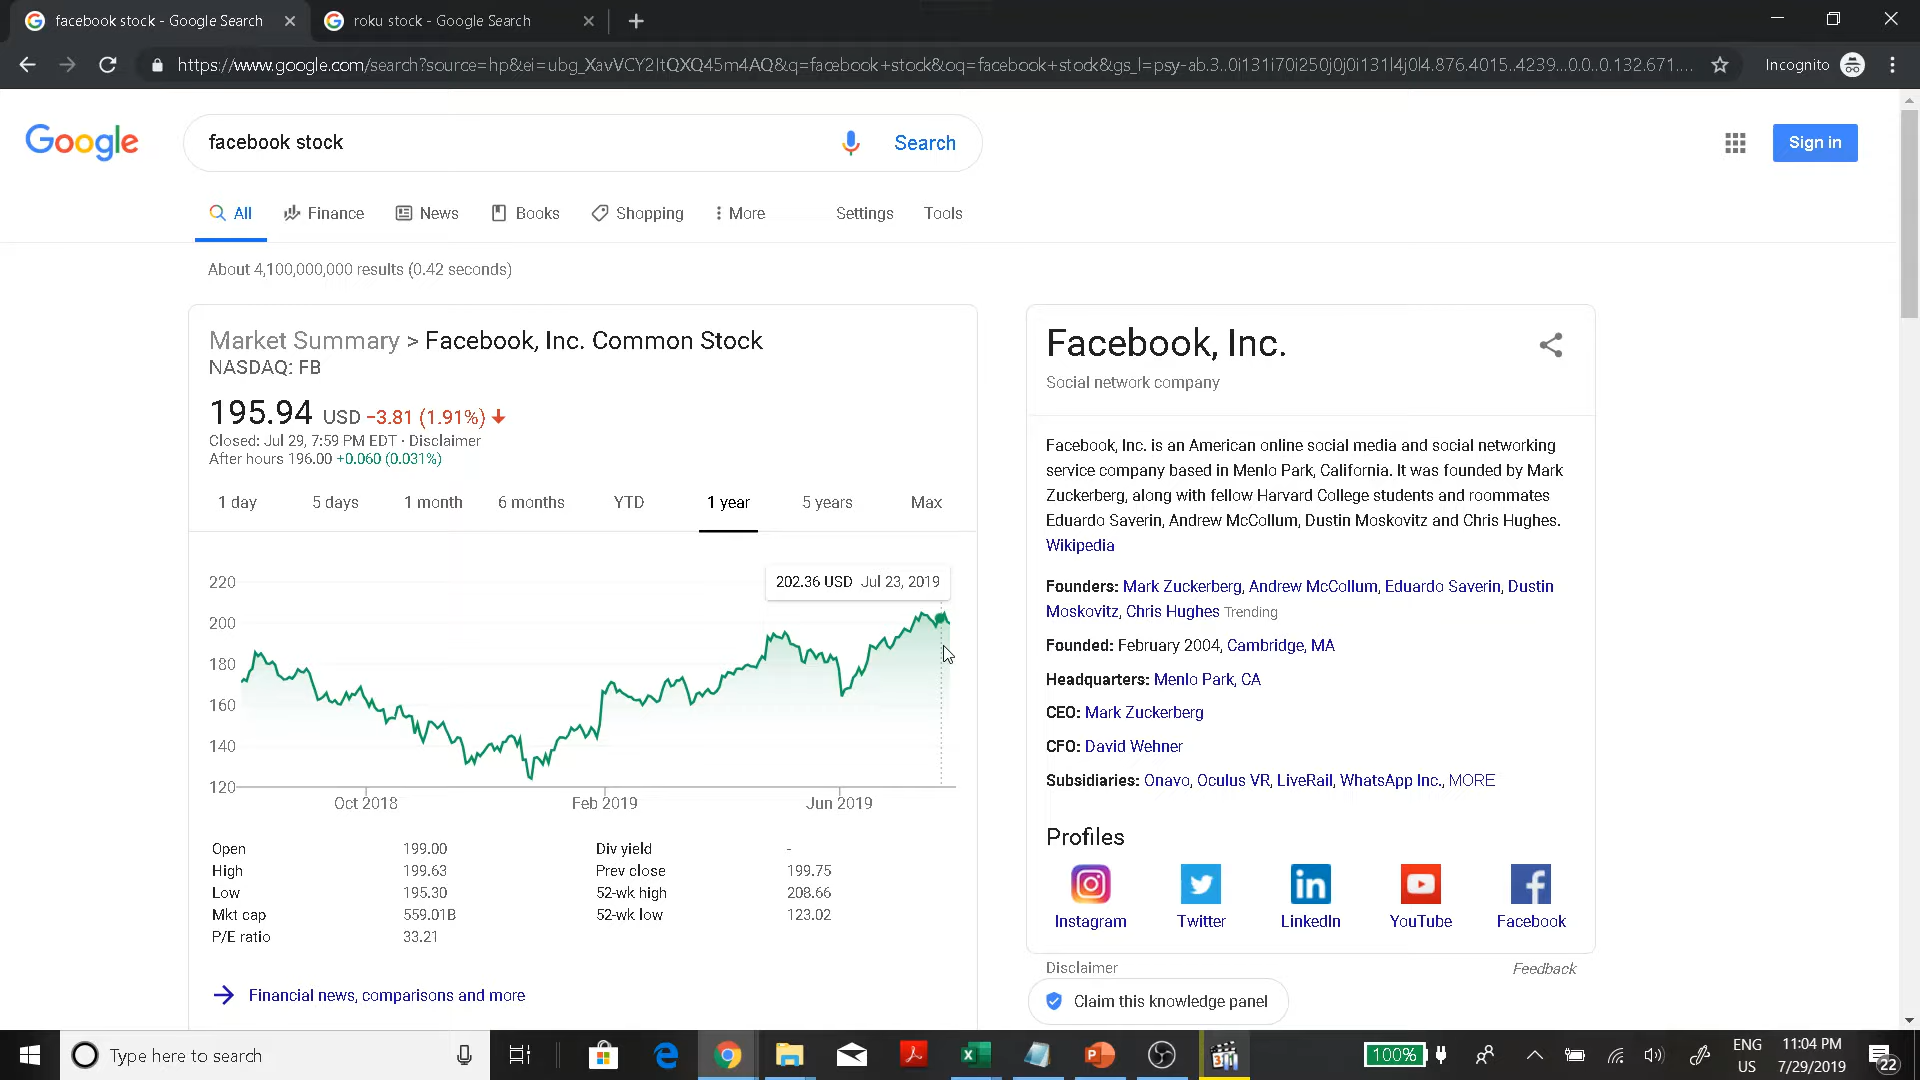 facebook stock - Google Search
roku stock - Google Search
https://www.google.com/search?source=hp&ei=ubg_XavVCY2ItQXQ45m4AQ&q=facebook+stock&oq=facebook+stock&gs_l=psy-ab.3..0i131i70i250j0j0i131l4j0l4.876.4015..4239...0.0..0.132.671....
Incognito
Google
facebook stock
Search
Sign in
All
Finance
News
Books
Shopping
More
Settings
Tools
About 4,100,000,000 results (0.42 seconds)
Market Summary > Facebook, Inc. Common Stock
NASDAQ: FB
195.94 USD −3.81 (1.91%)
Closed: Jul 29, 7:59 PM EDT · Disclaimer
After hours 196.00 +0.060 (0.031%)
1 day
5 days
1 month
6 months
YTD
1 year
5 years
Max
202.36 USD Jul 23, 2019
220
200
180
160
140
120
Oct 2018
Feb 2019
Jun 2019
Open 199.00
High 199.63
Low 195.30
Mkt cap 559.01B
P/E ratio 33.21
Div yield -
Prev close 199.75
52-wk high 208.66
52-wk low 123.02
Financial news, comparisons and more
Facebook, Inc.
Social network company
Facebook, Inc. is an American online social media and social networking
service company based in Menlo Park, California. It was founded by Mark
Zuckerberg, along with fellow Harvard College students and roommates
Eduardo Saverin, Andrew McCollum, Dustin Moskovitz and Chris Hughes.
Wikipedia
Founders: Mark Zuckerberg, Andrew McCollum, Eduardo Saverin, Dustin
Moskovitz, Chris Hughes Trending
Founded: February 2004, Cambridge, MA
Headquarters: Menlo Park, CA
CEO: Mark Zuckerberg
CFO: David Wehner
Subsidiaries: Onavo, Oculus VR, LiveRail, WhatsApp Inc., MORE
Profiles
Instagram
Twitter
LinkedIn
YouTube
Facebook
Disclaimer
Feedback
Claim this knowledge panel
Type here to search
100%
ENG
US
11:04 PM
7/29/2019
22